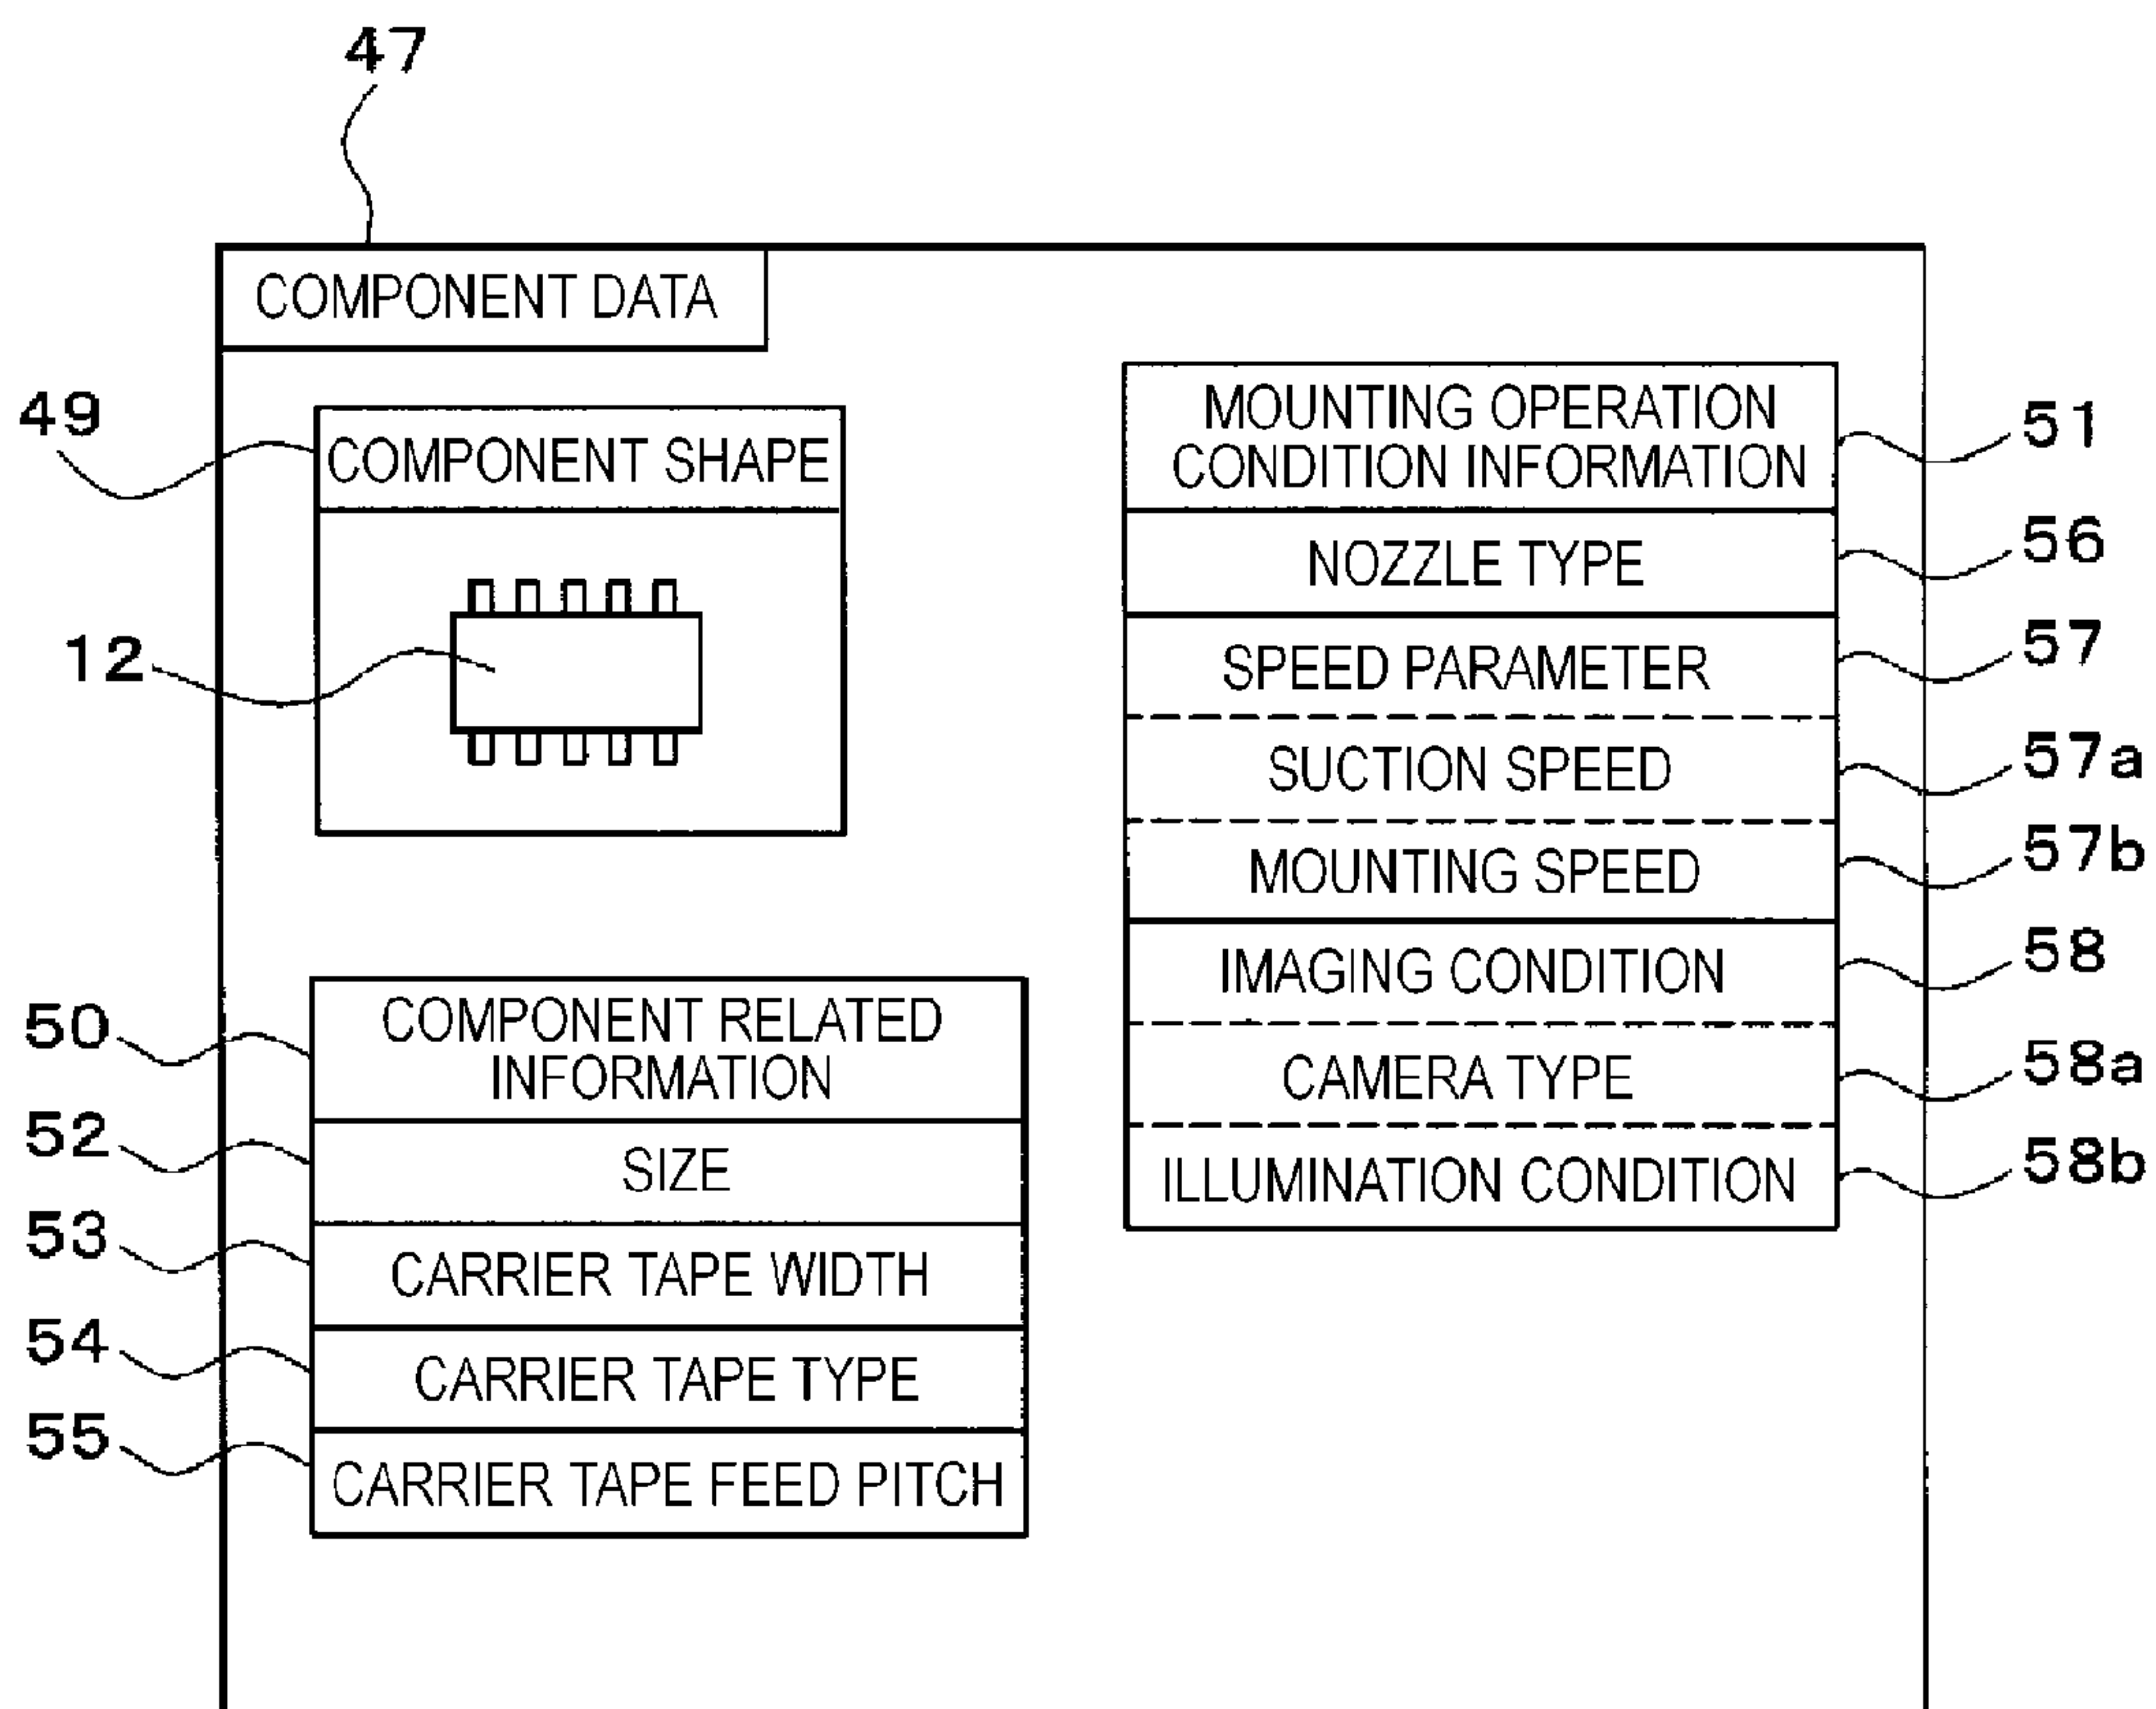 47
COMPONENT DATA
49
COMPONENT SHAPE
12
50
COMPONENT RELATED
INFORMATION
52
SIZE
53
CARRIER TAPE WIDTH
54
CARRIER TAPE TYPE
55
CARRIER TAPE FEED PITCH
MOUNTING OPERATION
CONDITION INFORMATION
51
NOZZLE TYPE
56
SPEED PARAMETER
57
SUCTION SPEED
57a
MOUNTING SPEED
57b
IMAGING CONDITION
58
CAMERA TYPE
58a
ILLUMINATION CONDITION
58b